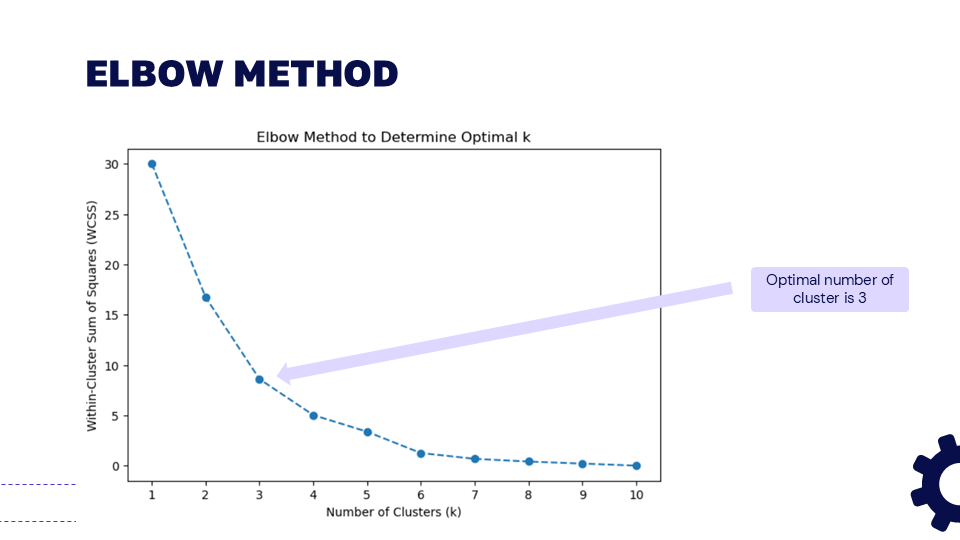 ELBOW METHOD
Elbow Method to Determine Optimal k
Within-Cluster Sum of Squares (WCSS)
30
25
20
15
10
5
0
1 2 3 4 5 6 7 8 9 10
Number of Clusters (k)
Optimal number of
cluster is 3